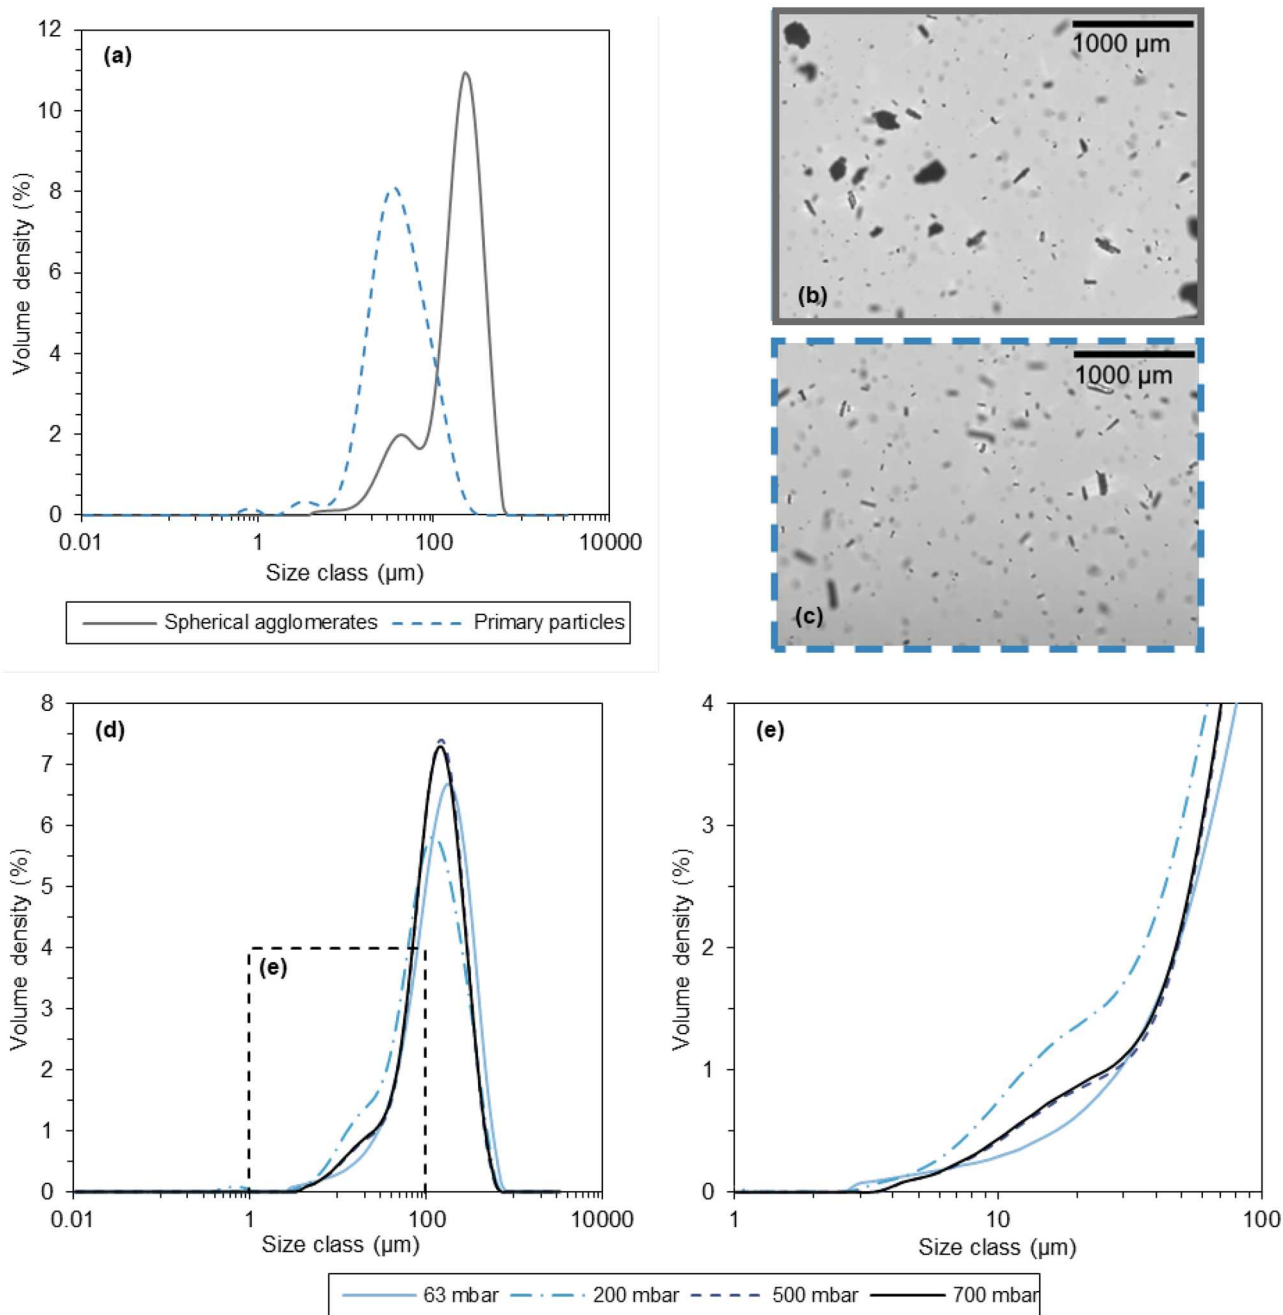 (a)
12
10
8
6
4
2
0
Volume density (%)
0.01 1 100 10000
Size class (µm)
Spherical agglomerates Primary particles
1000 µm
(b)
1000 µm
(c)
(d)
8
7
6
5
4
3
2
1
0
Volume density (%)
(e)
0.01 1 100 10000
Size class (µm)
(e)
4
3
2
1
0
Volume density (%)
1 10 100
Size class (µm)
63 mbar 200 mbar 500 mbar 700 mbar